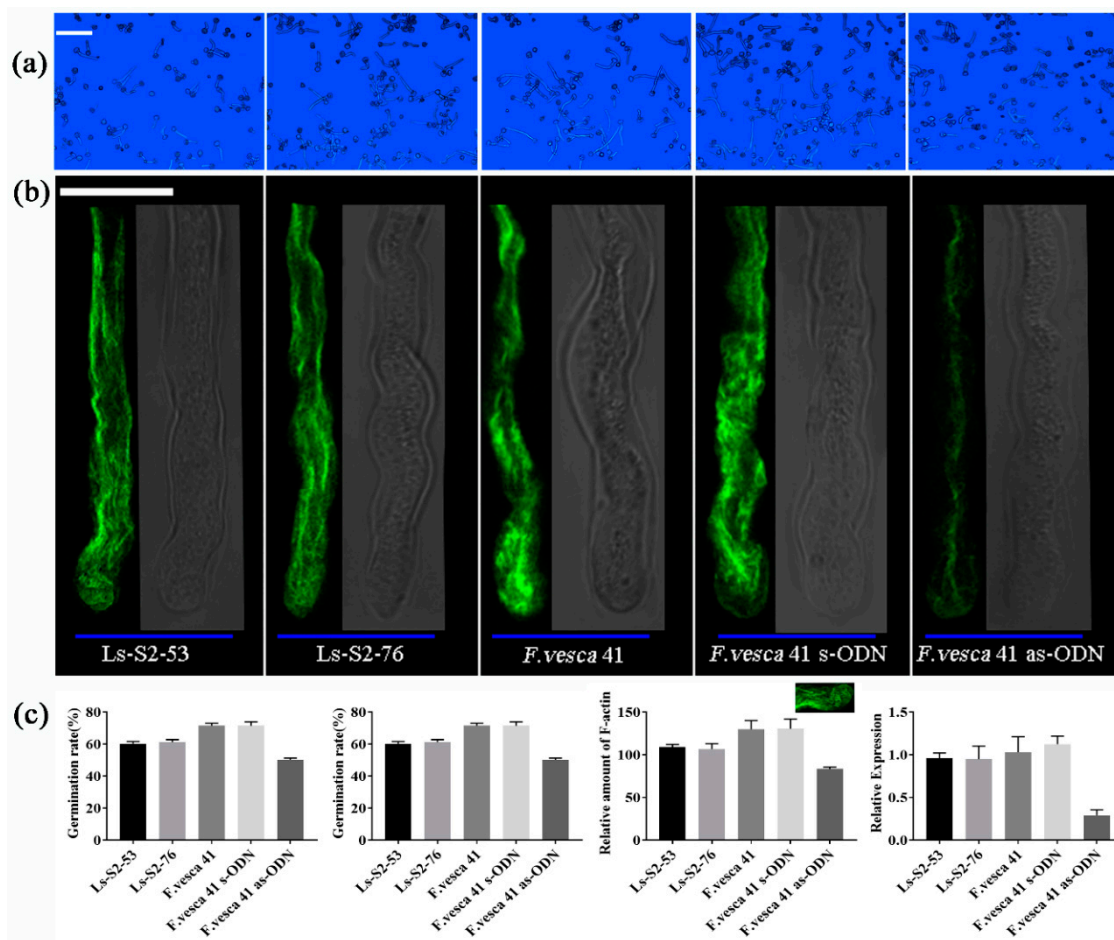 (a)
(b)
Ls-S2-53
Ls-S2-76
F.vesca 41
F.vesca 41 s-ODN
F.vesca 41 as-ODN
(c)
Germination rate(%)
80
60
40
20
0
Ls-S2-53
Ls-S2-76
F.vesca 41
F.vesca 41 s-ODN
F.vesca 41 as-ODN
Germination rate(%)
80
60
40
20
0
Ls-S2-53
Ls-S2-76
F.vesca 41
F.vesca 41 s-ODN
F.vesca 41 as-ODN
Relative amount of F-actin
150
100
50
0
Ls-S2-53
Ls-S2-76
F.vesca 41
F.vesca 41 s-ODN
F.vesca 41 as-ODN
Relative Expression
1.5
1.0
0.5
0.0
Ls-S2-53
Ls-S2-76
F.vesca 41
F.vesca 41 s-ODN
F.vesca 41 as-ODN